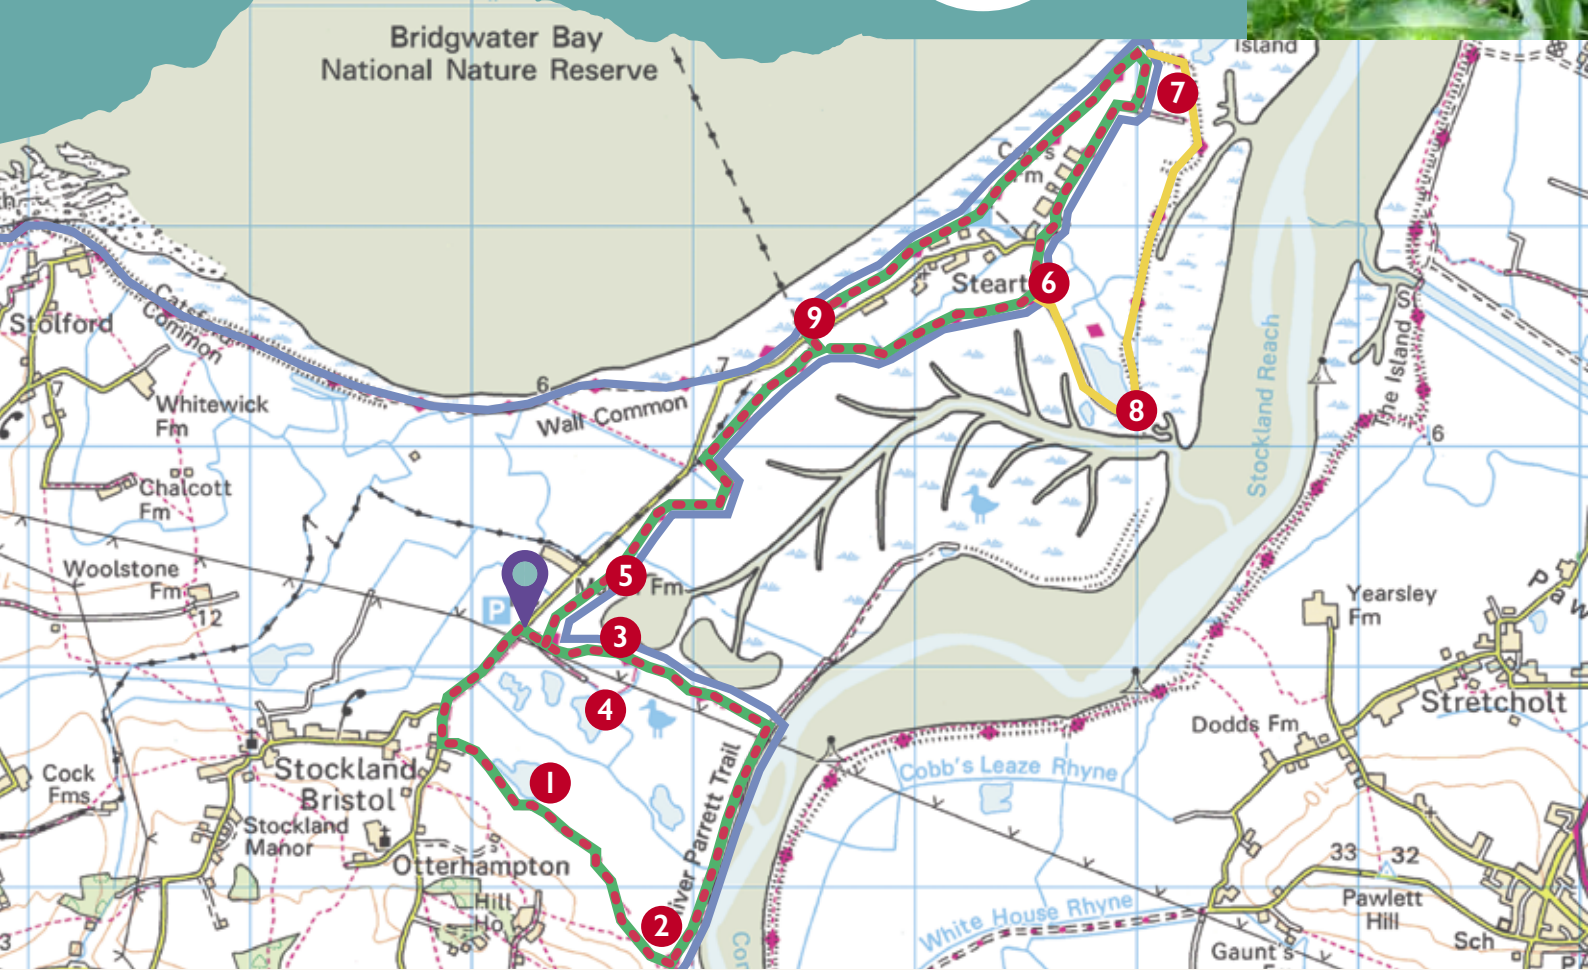 Bridgwater Bay
National Nature Reserve
Island
7
Fm
9
6
Steart
Stolford
Catsford
Common
7
6
Wall Common
Whitewick
Fm
8
Stockland Reach
The Island
6
Chalcott
Fm
Woolstone
Fm
12
P
5
Fm
3
4
Yearsley
Fm
Stretcholt
Dodds Fm
Cobb's Leaze Rhyne
River Parrett Trail
Cock
Fms
Stockland
Bristol
1
Stockland
Manor
Otterhampton
Hill
Ho
2
33
32
Pawlett
Hill
White House Rhyne
Gaunt's
Sch
3
10